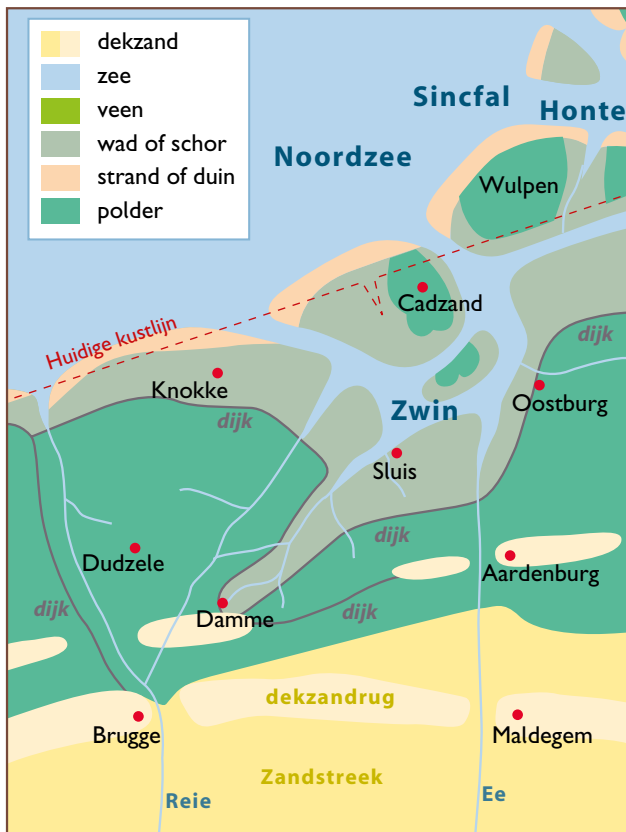 dekzand
zee
veen
wad of schor
strand of duin
polder
Sincfal
Honte
Noordzee
Wulpen
Cadzand
Huidige kustlijn
dijk
Knokke
Oostburg
Zwin
dijk
Sluis
dijk
Dudzele
Aardenburg
dijk
Damme
dijk
dekzandrug
Brugge
Maldegem
Zandstreek
Reie
Ee